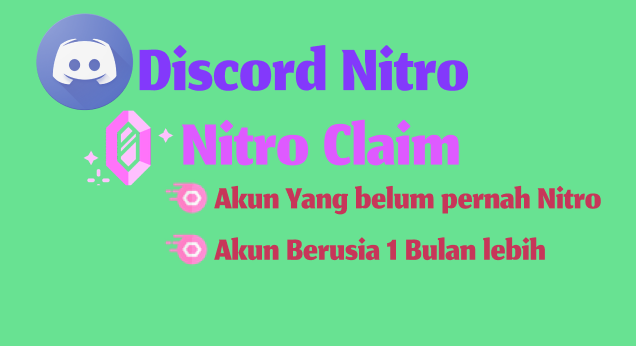 Discord Nitro
Nitro Claim
Akun Yang belum pernah Nitro
Akun Berusia 1 Bulan lebih